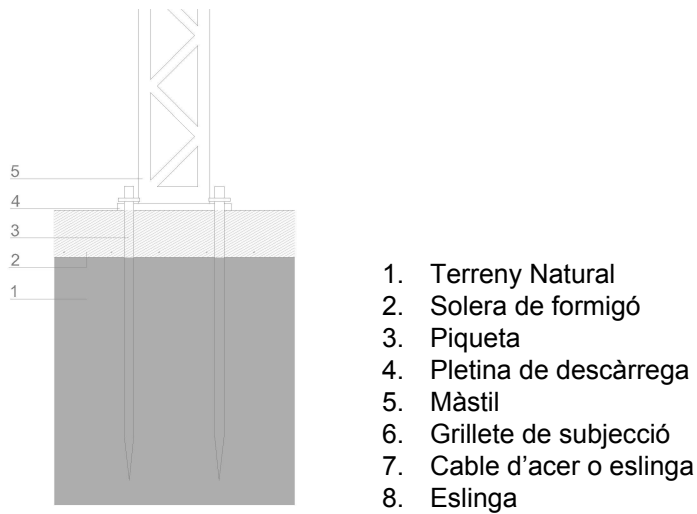 5
4
3
2
1
1. Terreny Natural
2. Solera de formigó
3. Piqueta
4. Pletina de descàrrega
5. Màstil
6. Grillete de subjecció
7. Cable d’acer o eslinga
8. Eslinga